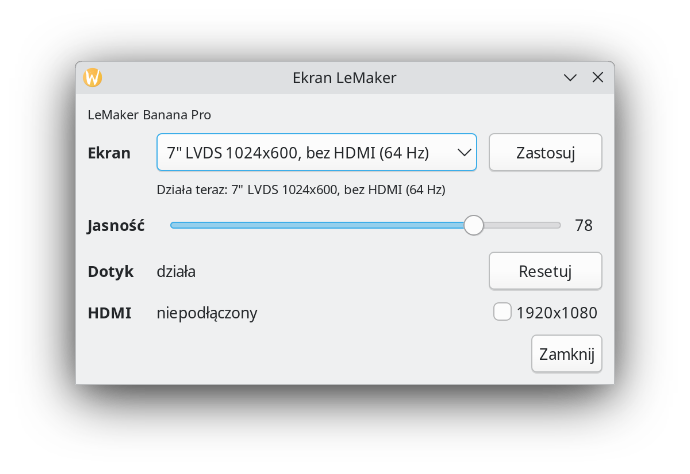 Ekran LeMaker
LeMaker Banana Pro
Ekran 7" LVDS 1024x600, bez HDMI (64 Hz) Zastosuj
Działa teraz: 7" LVDS 1024x600, bez HDMI (64 Hz)
Jasność 78
Dotyk działa Resetuj
HDMI niepodłączony 1920x1080
Zamknij